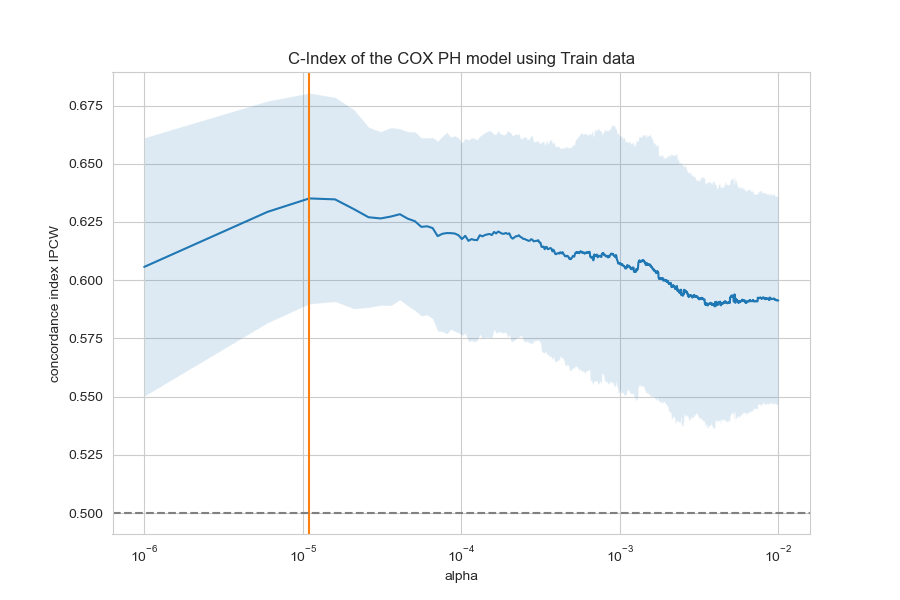 C-Index of the COX PH model using Train data
concordance index IPCW
0.675
0.650
0.625
0.600
0.575
0.550
0.525
0.500
10⁻⁶ 10⁻⁵ 10⁻⁴ 10⁻³ 10⁻²
alpha